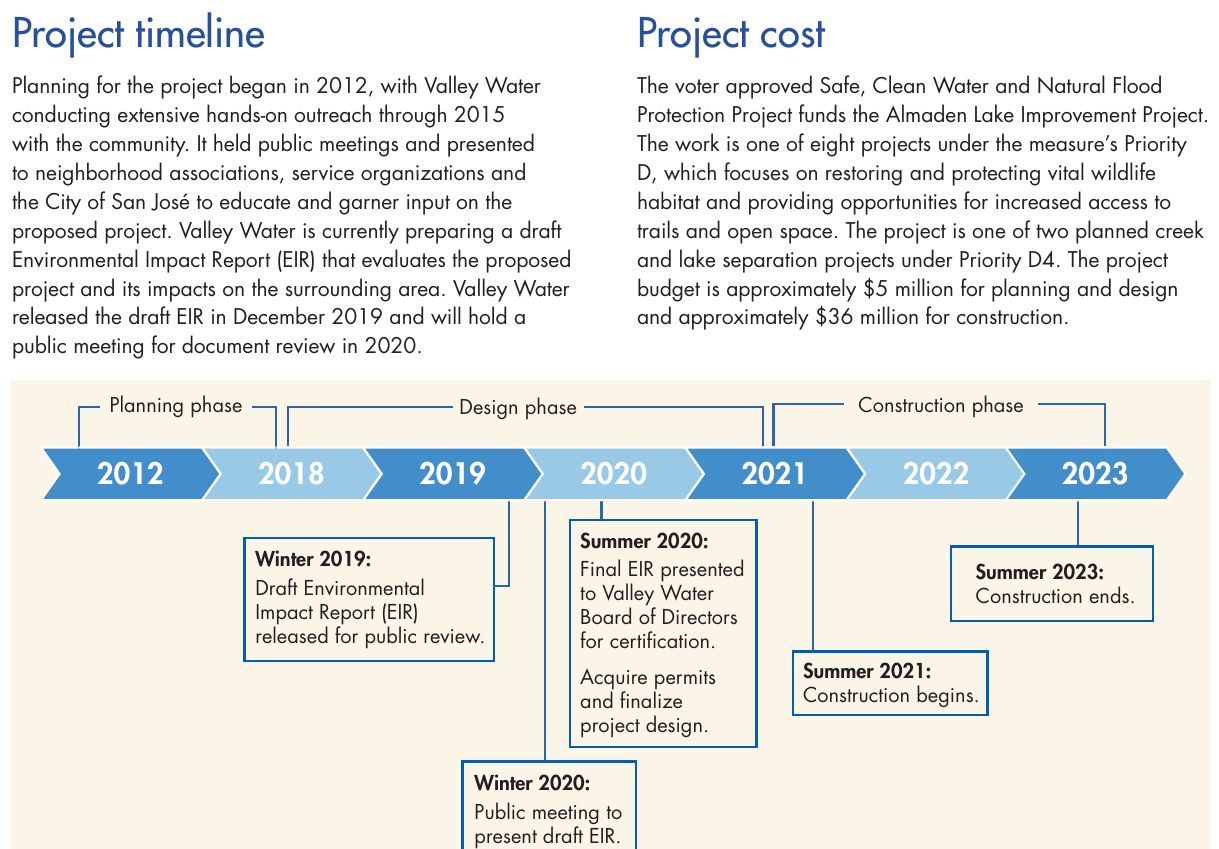 Project timeline
Planning for the project began in 2012, with Valley Water
conducting extensive hands-on outreach through 2015
with the community. It held public meetings and presented
to neighborhood associations, service organizations and
the City of San José to educate and garner input on the
proposed project. Valley Water is currently preparing a draft
Environmental Impact Report (EIR) that evaluates the proposed
project and its impacts on the surrounding area. Valley Water
released the draft EIR in December 2019 and will hold a
public meeting for document review in 2020.
Project cost
The voter approved Safe, Clean Water and Natural Flood
Protection Project funds the Almaden Lake Improvement Project.
The work is one of eight projects under the measure’s Priority
D, which focuses on restoring and protecting vital wildlife
habitat and providing opportunities for increased access to
trails and open space. The project is one of two planned creek
and lake separation projects under Priority D4. The project
budget is approximately $5 million for planning and design
and approximately $36 million for construction.
Planning phase
Design phase
Construction phase
2012
2018
2019
2020
2021
2022
2023
Winter 2019:
Draft Environmental
Impact Report (EIR)
released for public review.
Winter 2020:
Public meeting to
present draft EIR.
Summer 2020:
Final EIR presented
to Valley Water
Board of Directors
for certification.
Acquire permits
and finalize
project design.
Summer 2021:
Construction begins.
Summer 2023:
Construction ends.